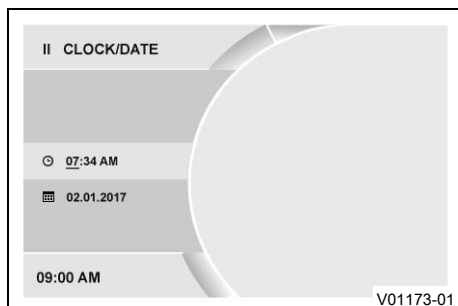 II CLOCK/DATE
07:34 AM
02.01.2017
09:00 AM
V01173-01